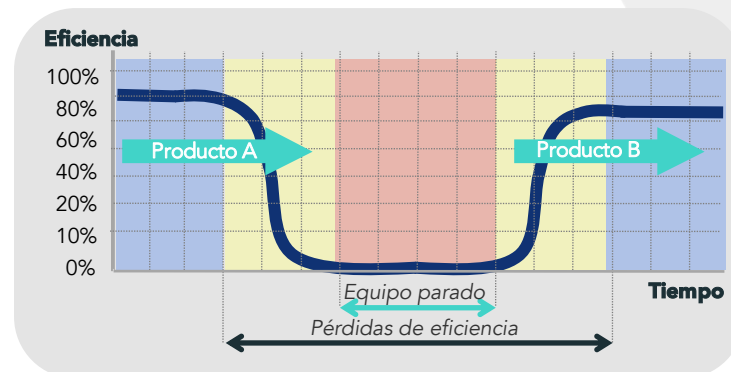 Eficiencia
100%
80%
60%
40%
20%
10%
0%
Producto A
Producto B
Tiempo
Equipo parado
Pérdidas de eficiencia